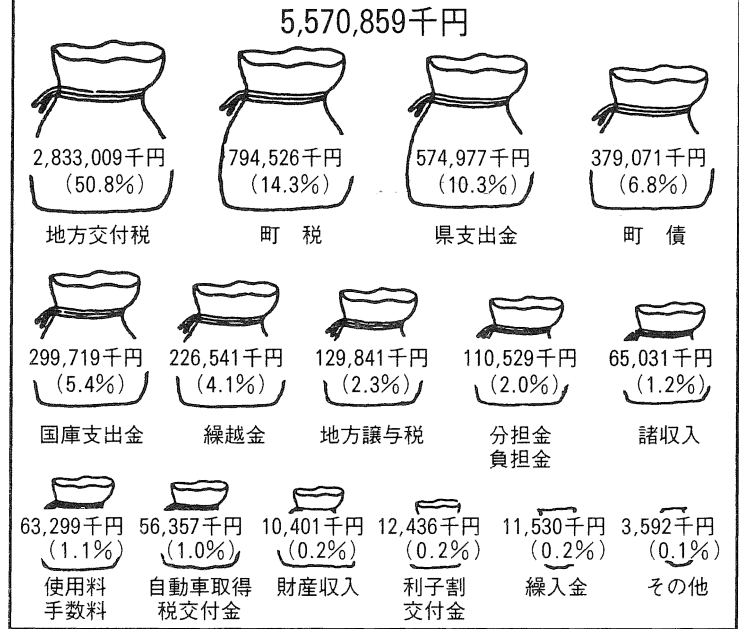 5,570,859千円
2,833,009千円
(50.8%)
地方交付税
794,526千円
(14.3%)
町 税
574,977千円
(10.3%)
県支出金
379,071千円
(6.8%)
町 債
299,719千円
(5.4%)
国庫支出金
226,541千円
(4.1%)
繰越金
129,841千円
(2.3%)
地方譲与税
110,529千円
(2.0%)
分担金
負担金
65,031千円
(1.2%)
諸収入
63,299千円
(1.1%)
使用料
手数料
56,357千円
(1.0%)
自動車取得
税交付金
10,401千円
(0.2%)
財産収入
12,436千円
(0.2%)
利子割
交付金
11,530千円
(0.2%)
繰入金
3,592千円
(0.1%)
その他